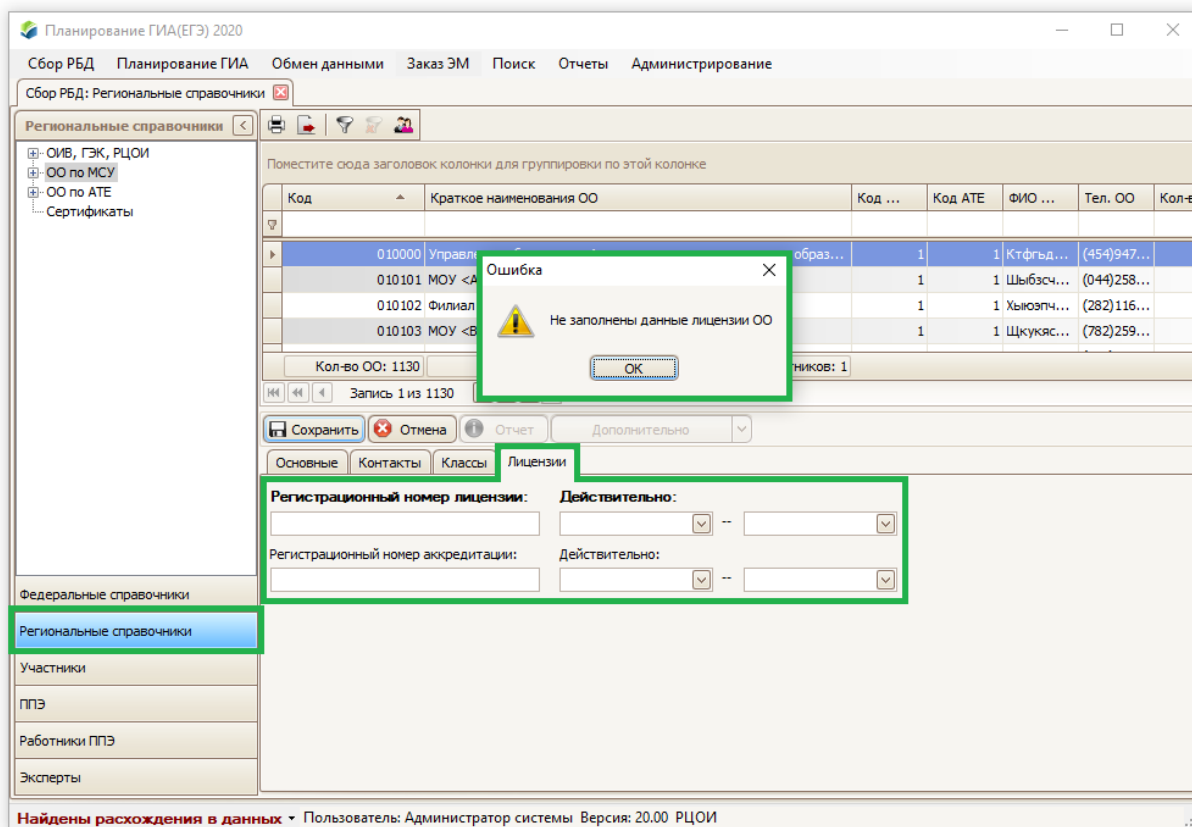 Планирование ГИА(ЕГЭ) 2020
Сбор РБД Планирование ГИА Обмен данными Заказ ЭМ Поиск Отчеты Администрирование
Сбор РБД: Региональные справочники
Региональные справочники
ОИВ, ГЭК, РЦОИ
ОО по МСУ
ОО по АТЕ
Сертификаты
Поместите сюда заголовок колонки для группировки по этой колонке
Код Краткое наименования ОО Код ... Код АТЕ ФИО ... Тел. ОО
010000 образ... 1 1 Ктфгьд... (454)947...
010101 МОУ 1 1 Шыбзсч... (044)258...
010102 Филиал 1 1 Хыюэпч... (282)116...
010103 МОУ 1 1 Щкукяс... (782)259...
Кол-во ОО: 1130 1
Запись 1 из 1130
Ошибка
Не заполнены данные лицензии ОО
ОК
Сохранить Отмена Отчет Дополнительно
Основные Контакты Классы Лицензии
Регистрационный номер лицензии: Действительно:
--
Регистрационный номер аккредитации: Действительно:
--
Федеральные справочники
Региональные справочники
Участники
ППЭ
Работники ППЭ
Эксперты
Найдены расхождения в данных Пользователь: Администратор системы Версия: 20.00 РЦОИ